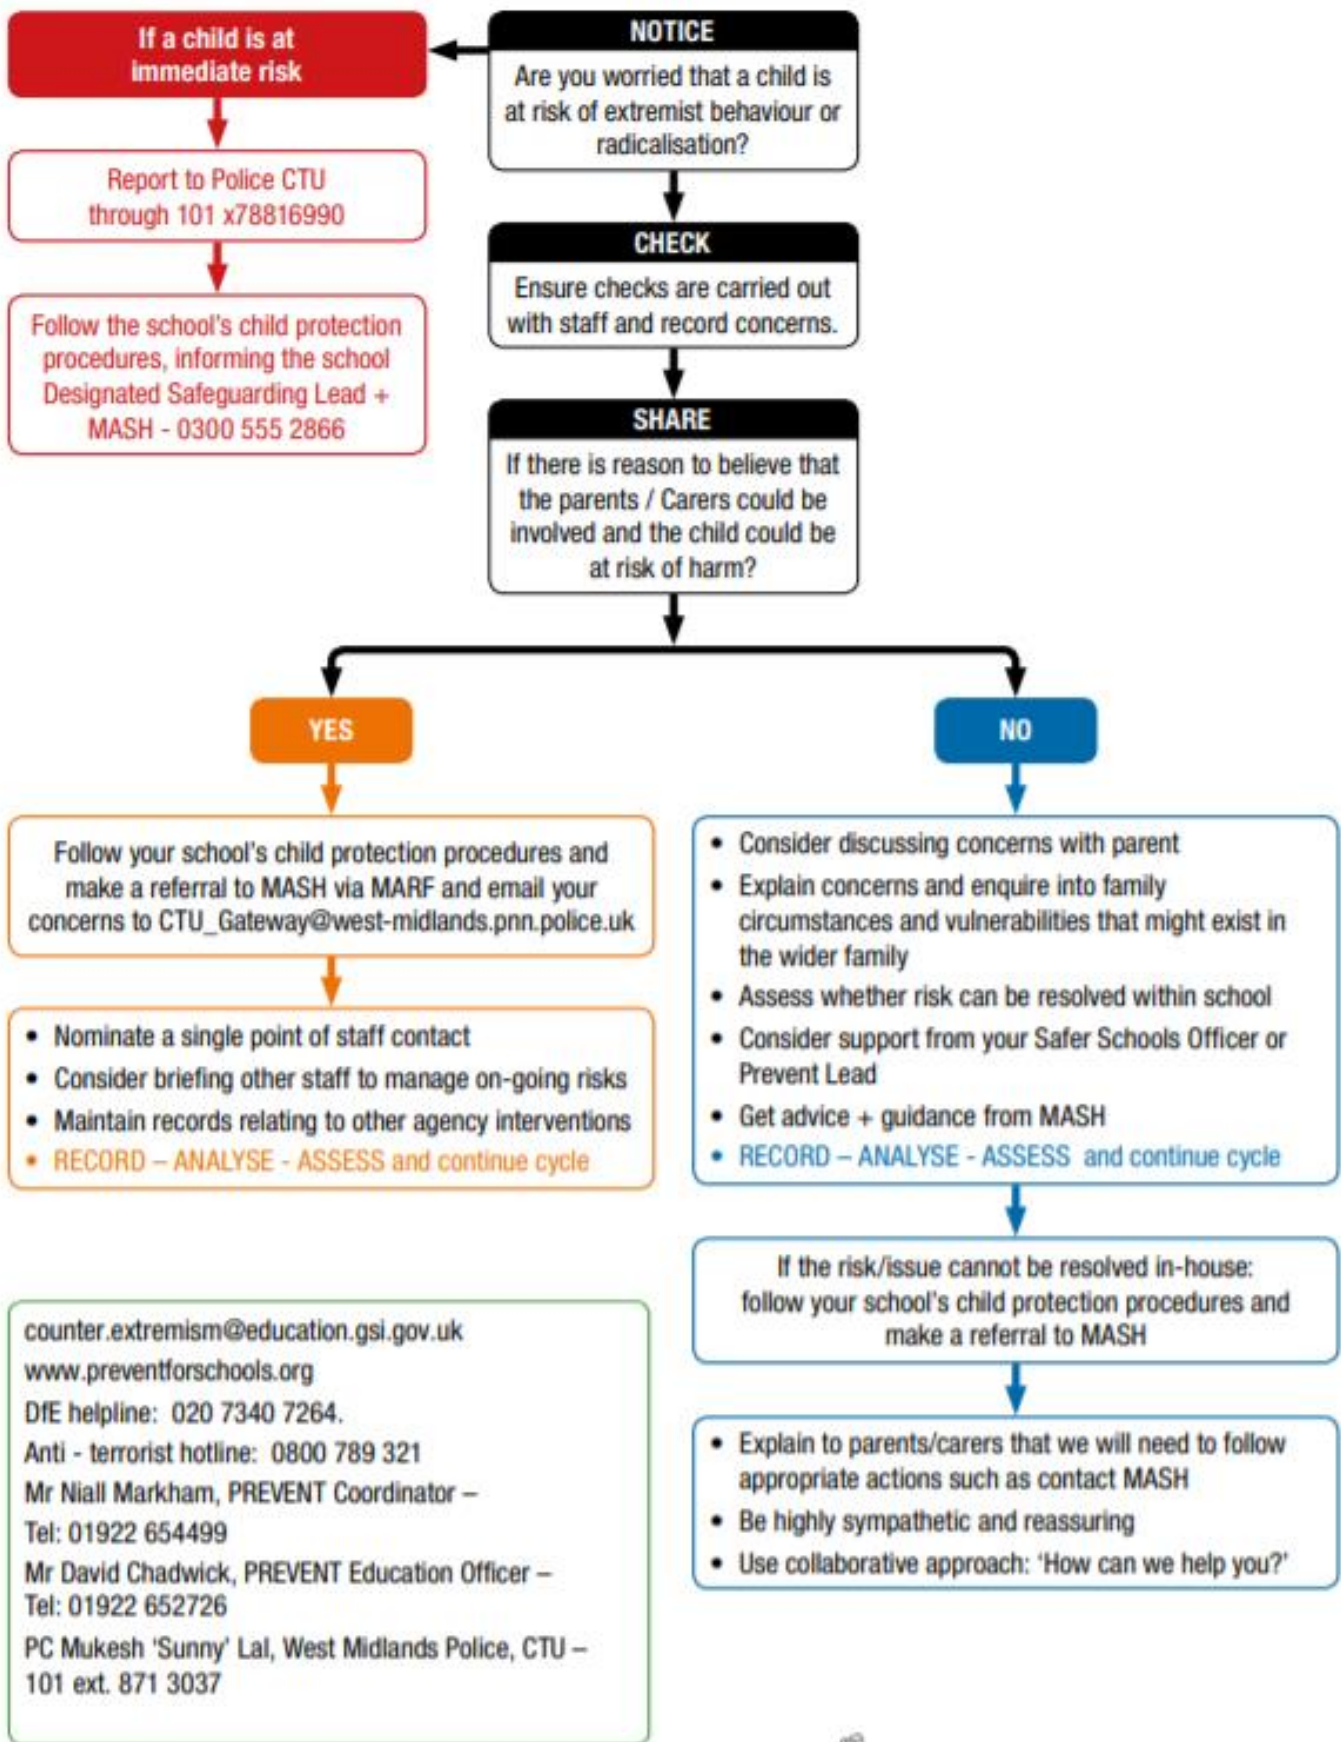 If a child is at
immediate risk
Report to Police CTU
through 101 x78816990
Follow the school's child protection
procedures, informing the school
Designated Safeguarding Lead +
MASH - 0300 555 2866
NOTICE
Are you worried that a child is
at risk of extremist behaviour or
radicalisation?
CHECK
Ensure checks are carried out
with staff and record concerns.
SHARE
If there is reason to believe that
the parents / Carers could be
involved and the child could be
at risk of harm?
YES
Follow your school's child protection procedures and
make a referral to MASH via MARF and email your
concerns to CTU_Gateway@west-midlands.pnn.police.uk
• Nominate a single point of staff contact
• Consider briefing other staff to manage on-going risks
• Maintain records relating to other agency interventions
• RECORD – ANALYSE - ASSESS and continue cycle
NO
• Consider discussing concerns with parent
• Explain concerns and enquire into family
circumstances and vulnerabilities that might exist in
the wider family
• Assess whether risk can be resolved within school
• Consider support from your Safer Schools Officer or
Prevent Lead
• Get advice + guidance from MASH
• RECORD – ANALYSE - ASSESS and continue cycle
If the risk/issue cannot be resolved in-house:
follow your school's child protection procedures and
make a referral to MASH
• Explain to parents/carers that we will need to follow
appropriate actions such as contact MASH
• Be highly sympathetic and reassuring
• Use collaborative approach: 'How can we help you?'
counter.extremism@education.gsi.gov.uk
www.preventforschools.org
DfE helpline: 020 7340 7264.
Anti - terrorist hotline: 0800 789 321
Mr Niall Markham, PREVENT Coordinator –
Tel: 01922 654499
Mr David Chadwick, PREVENT Education Officer –
Tel: 01922 652726
PC Mukesh 'Sunny' Lal, West Midlands Police, CTU –
101 ext. 871 3037